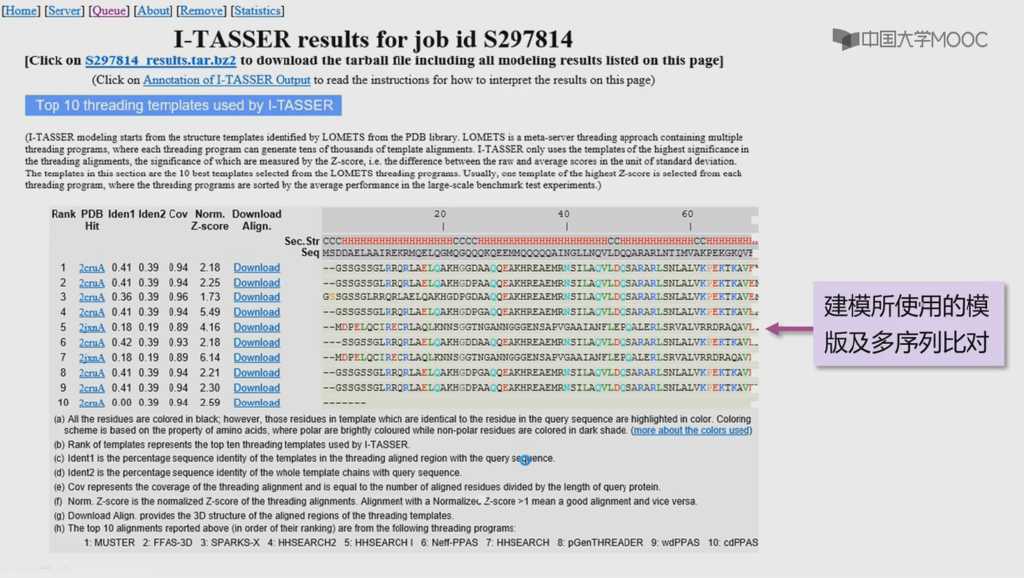 [Home] [Server] [Queue] [About] [Remove] [Statistics]
中国大学MOOC
I-TASSER results for job id S297814
[Click on S297814_results.tar.bz2 to download the tarball file including all modeling results listed on this page]
(Click on Annotation of I-TASSER Output to read the instructions for how to interpret the results on this page)
Top 10 threading templates used by I-TASSER
(I-TASSER modeling starts from the structure templates identified by LOMETS from the PDB library. LOMETS is a meta-server threading approach containing multiple
threading programs, where each threading program can generate tens of thousands of template alignments. I-TASSER only uses the templates of the highest significance in
the threading alignments, the significance of which are measured by the Z-score, i.e. the difference between the raw and average scores in the unit of standard deviation.
The templates in this section are the 10 best templates selected from the LOMETS threading programs. Usually, one template of the highest Z-score is selected from each
threading program, where the threading programs are sorted by the average performance in the large-scale benchmark test experiments.)
Rank PDB Iden1 Iden2 Cov Norm. Download 20 40 60
Hit Z-score Align.
Sec.Str
Seq
1 2cruA 0.41 0.39 0.94 2.18 Download
2 2cruA 0.41 0.39 0.94 2.25 Download
3 2cruA 0.36 0.39 0.96 1.73 Download
4 2cruA 0.41 0.39 0.94 5.49 Download
5 2jxnA 0.18 0.19 0.89 4.16 Download
6 2cruA 0.42 0.39 0.93 2.18 Download
7 2jxnA 0.18 0.19 0.89 6.14 Download
8 2cruA 0.41 0.39 0.94 2.21 Download
9 2cruA 0.41 0.39 0.94 2.30 Download
10 2cruA 0.00 0.39 0.94 2.59 Download -------
建模所使用的模
版及多序列比对
(a) All the residues are colored in black; however, those residues in template which are identical to the residue in the query sequence are highlighted in color. Coloring
scheme is based on the property of amino acids, where polar are brightly coloured while non-polar residues are colored in dark shade. (more about the colors used)
(b) Rank of templates represents the top ten threading templates used by I-TASSER.
(c) Ident1 is the percentage sequence identity of the templates in the threading aligned region with the query sequence.
(d) Ident2 is the percentage sequence identity of the whole template chains with query sequence.
(e) Cov represents the coverage of the threading alignment and is equal to the number of aligned residues divided by the length of query protein.
(f) Norm. Z-score is the normalized Z-score of the threading alignments. Alignment with a Normalized Z-score >1 mean a good alignment and vice versa.
(g) Download Align. provides the 3D structure of the aligned regions of the threading templates.
(h) The top 10 alignments reported above (in order of their ranking) are from the following threading programs:
1: MUSTER 2: FFAS-3D 3: SPARKS-X 4: HHSEARCH2 5: HHSEARCH I 6: Neff-PPAS 7: HHSEARCH 8: pGenTHREADER 9: wdPPAS 10: cdPPAS